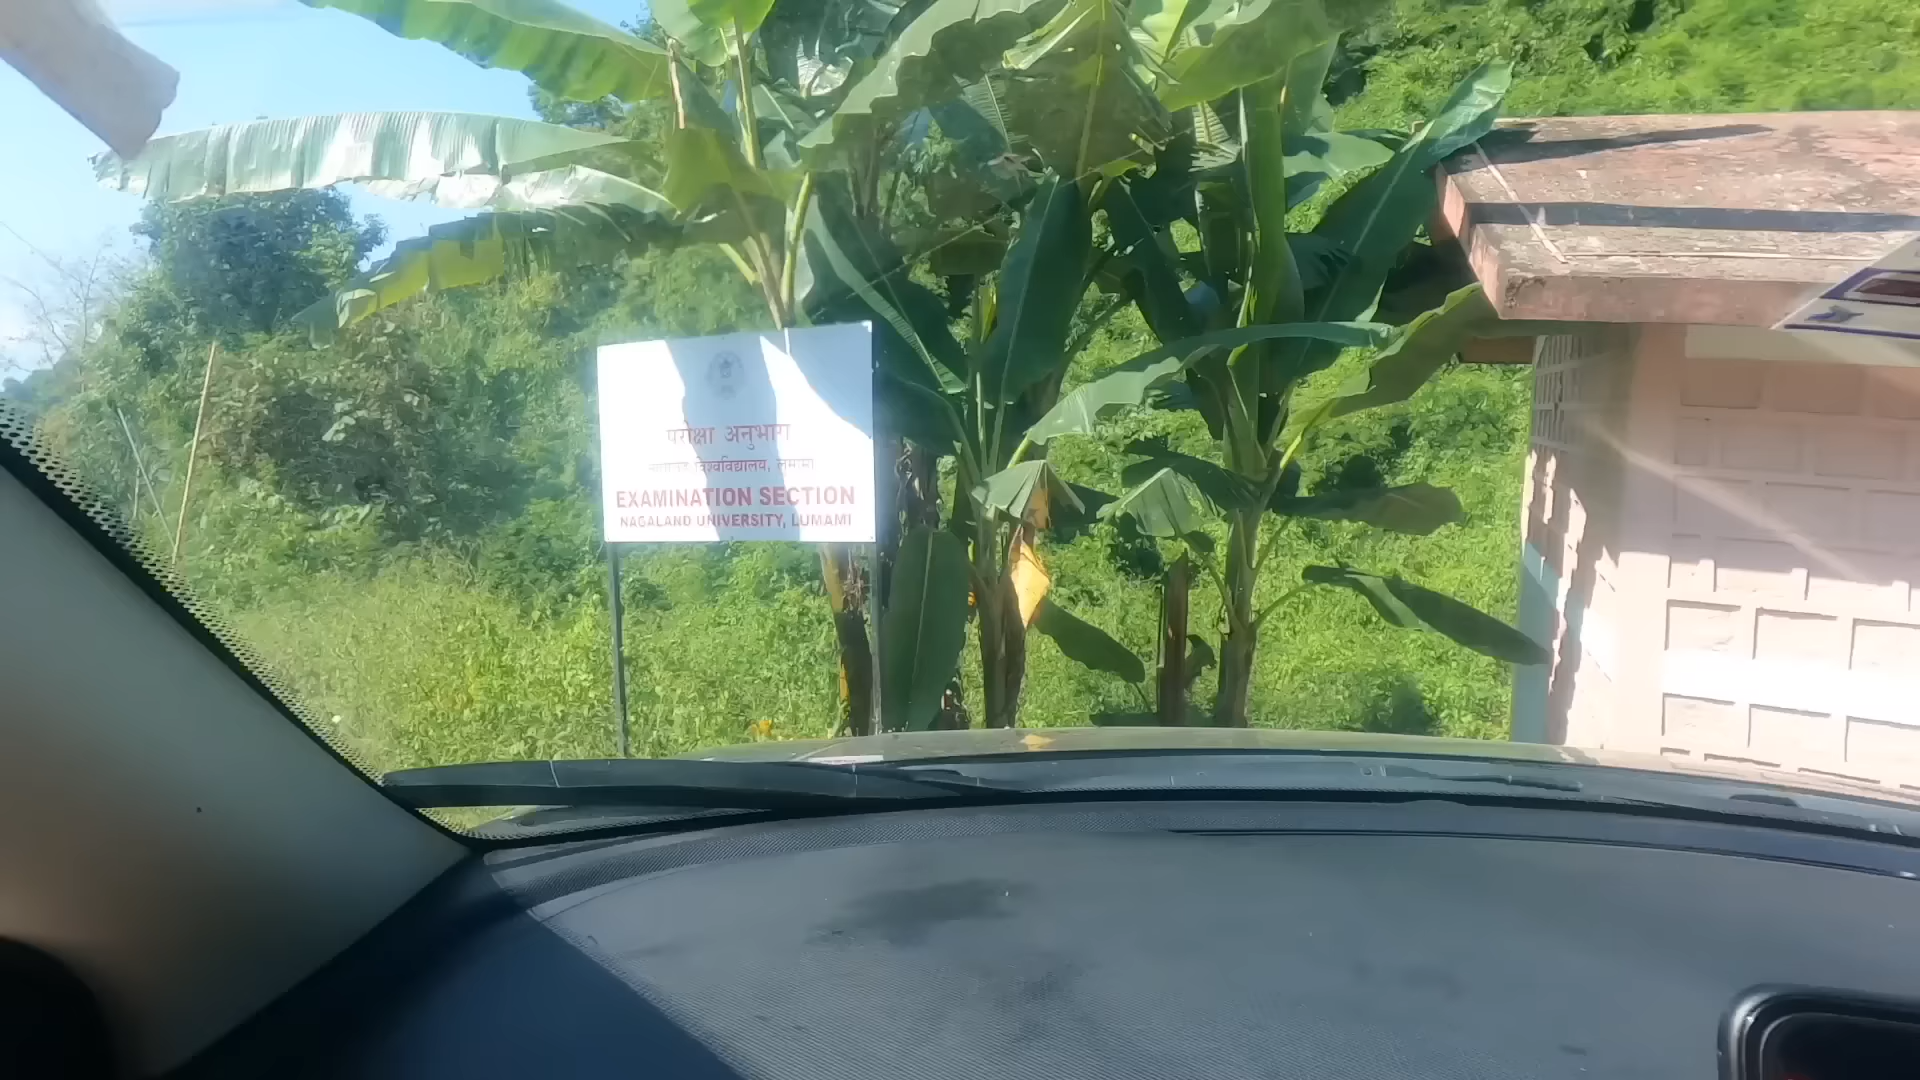 परीक्षा अनुभाग
विश्वविद्यालय, लुमामी
EXAMINATION SECTION
NAGALAND UNIVERSITY, LUMAMI